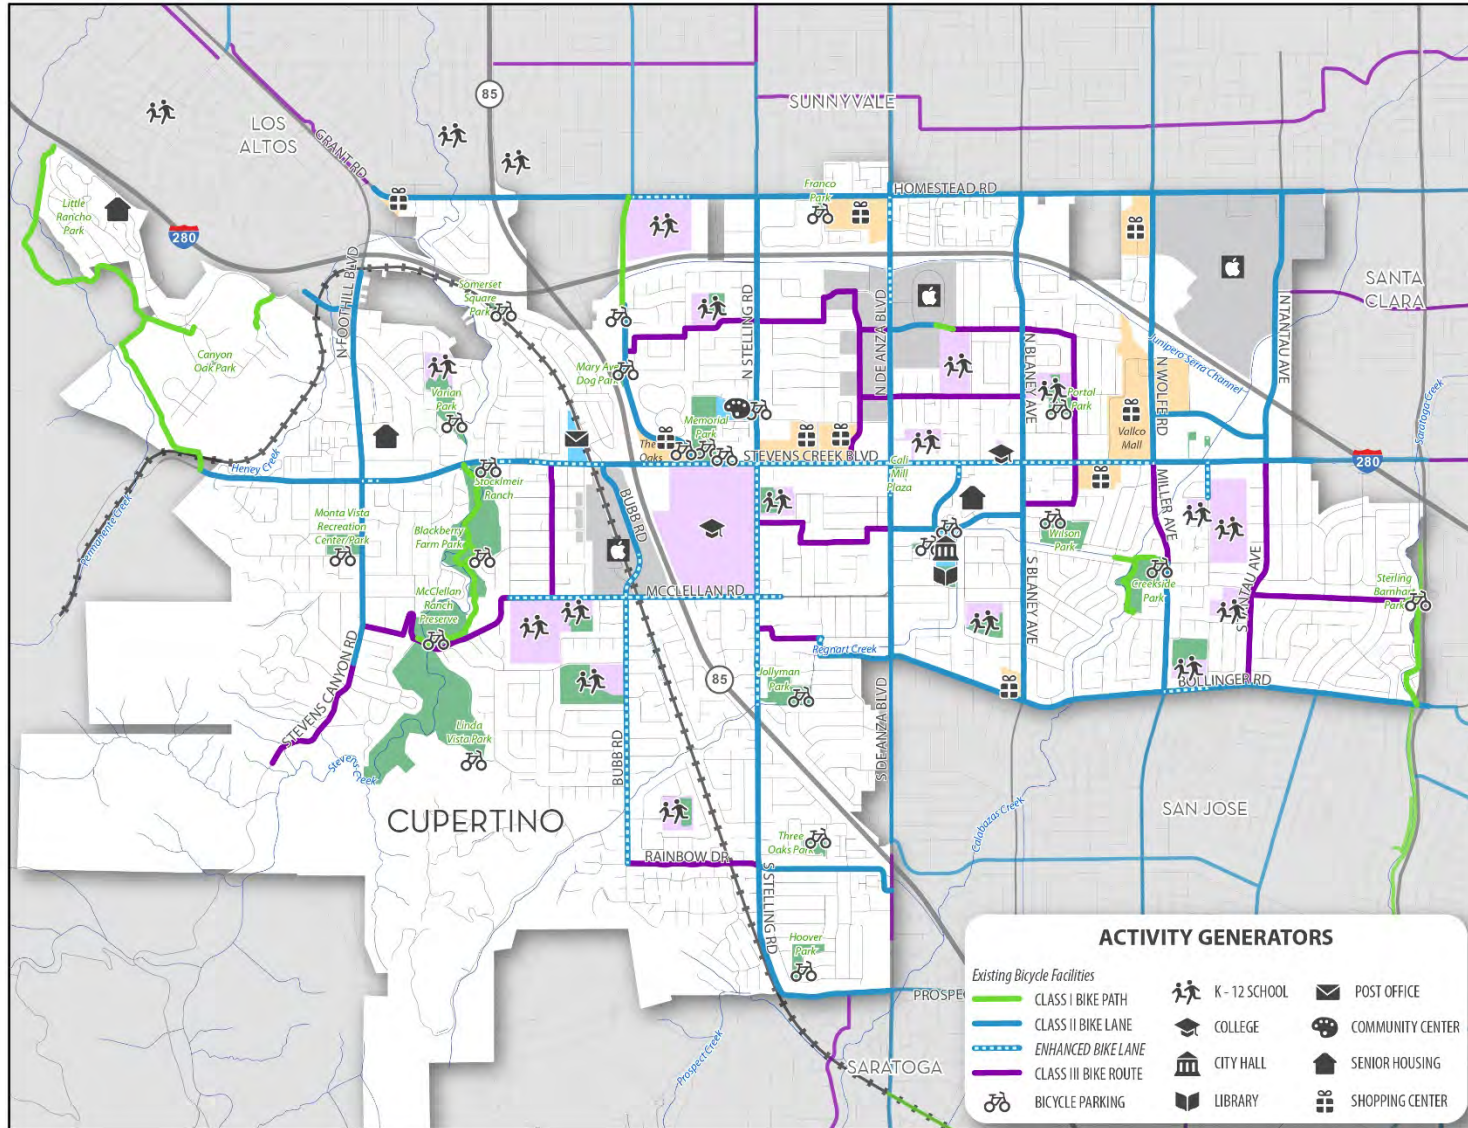 85
SUNNYVALE
LOS
ALTOS
GRANT RD
HOMESTEAD RD
Franco
Park
Little
Rancho
Park
280
N FOOTHILL BLVD
Somerset
Square
Park
SANTA
CLARA
N STELLING RD
N DE ANZA BLVD
N BLANEY AVE
N WOLFE RD
N TANTAU AVE
Junipero Serra Channel
Saratoga Creek
Canyon
Oak Park
Mary Ave
Dog Park
Varian
Park
Portal
Park
Memorial
Park
The
Oaks
Vallco
Mall
STEVENS CREEK BLVD
Cali
Mill
Plaza
280
Heney Creek
Stocklmeir
Ranch
Permanente Creek
Monta Vista
Recreation
Center/Park
Blackberry
Farm Park
BUBB RD
MILLER AVE
Wilson
Park
McClellan
Ranch
Preserve
MCCLELLAN RD
S BLANEY AVE
Creekside
Park
S TANTAU AVE
Sterling
Barnhart
Park
STEVENS CANYON RD
Regnart Creek
85
Jollyman
Park
BOLLINGER RD
Linda
Vista Park
Stevens
Creek
BUBB RD
S DE ANZA BLVD
CUPERTINO
SAN JOSE
Calabazas Creek
Three
Oaks Park
RAINBOW DR
S STELLING RD
Hoover
Park
PROSPEC
Prospect Creek
SARATOGA
ACTIVITY GENERATORS
Existing Bicycle Facilities
CLASS I BIKE PATH
CLASS II BIKE LANE
ENHANCED BIKE LANE
CLASS III BIKE ROUTE
BICYCLE PARKING
K - 12 SCHOOL
COLLEGE
CITY HALL
LIBRARY
POST OFFICE
COMMUNITY CENTER
SENIOR HOUSING
SHOPPING CENTER